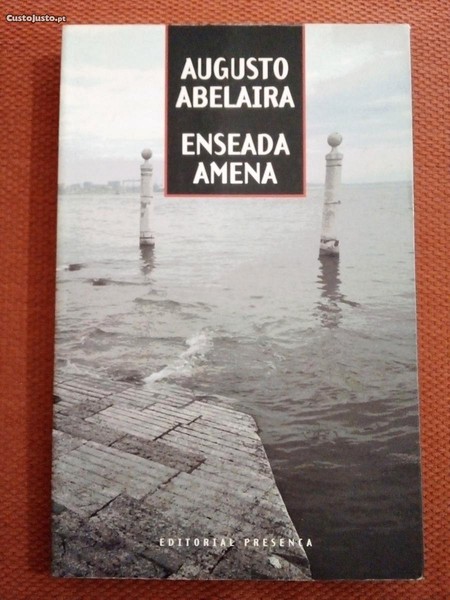 CustoJusto.pt
AUGUSTO
ABELAIRA
ENSEADA
AMENA
EDITORIAL PRESENÇA